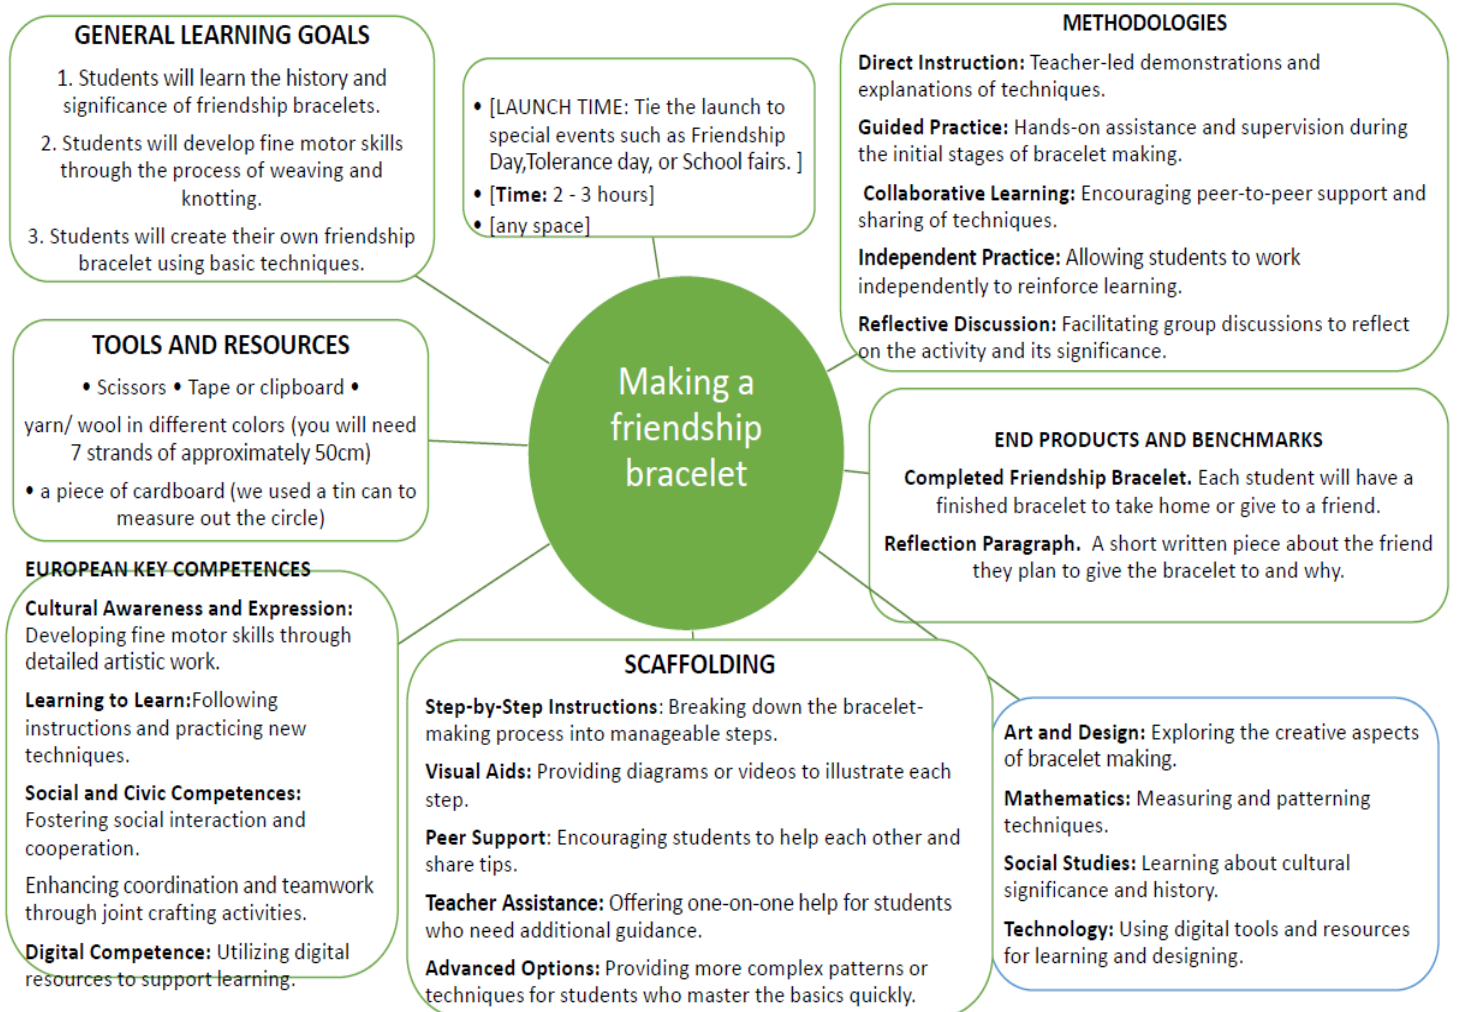 GENERAL LEARNING GOALS
1. Students will learn the history and
significance of friendship bracelets.
2. Students will develop fine motor skills
through the process of weaving and
knotting.
3. Students will create their own friendship
bracelet using basic techniques.
• [LAUNCH TIME: Tie the launch to
special events such as Friendship
Day,Tolerance day, or School fairs. ]
• [Time: 2 - 3 hours]
• [any space]
METHODOLOGIES
Direct Instruction: Teacher-led demonstrations and
explanations of techniques.
Guided Practice: Hands-on assistance and supervision during
the initial stages of bracelet making.
Collaborative Learning: Encouraging peer-to-peer support and
sharing of techniques.
Independent Practice: Allowing students to work
independently to reinforce learning.
Reflective Discussion: Facilitating group discussions to reflect
on the activity and its significance.
TOOLS AND RESOURCES
• Scissors • Tape or clipboard •
yarn/ wool in different colors (you will need
7 strands of approximately 50cm)
• a piece of cardboard (we used a tin can to
measure out the circle)
Making a
friendship
bracelet
END PRODUCTS AND BENCHMARKS
Completed Friendship Bracelet. Each student will have a
finished bracelet to take home or give to a friend.
Reflection Paragraph. A short written piece about the friend
they plan to give the bracelet to and why.
EUROPEAN KEY COMPETENCES
Cultural Awareness and Expression:
Developing fine motor skills through
detailed artistic work.
Learning to Learn:Following
instructions and practicing new
techniques.
Social and Civic Competences:
Fostering social interaction and
cooperation.
Enhancing coordination and teamwork
through joint crafting activities.
Digital Competence: Utilizing digital
resources to support learning.
SCAFFOLDING
Step-by-Step Instructions: Breaking down the bracelet-
making process into manageable steps.
Visual Aids: Providing diagrams or videos to illustrate each
step.
Peer Support: Encouraging students to help each other and
share tips.
Teacher Assistance: Offering one-on-one help for students
who need additional guidance.
Advanced Options: Providing more complex patterns or
techniques for students who master the basics quickly.
Art and Design: Exploring the creative aspects
of bracelet making.
Mathematics: Measuring and patterning
techniques.
Social Studies: Learning about cultural
significance and history.
Technology: Using digital tools and resources
for learning and designing.